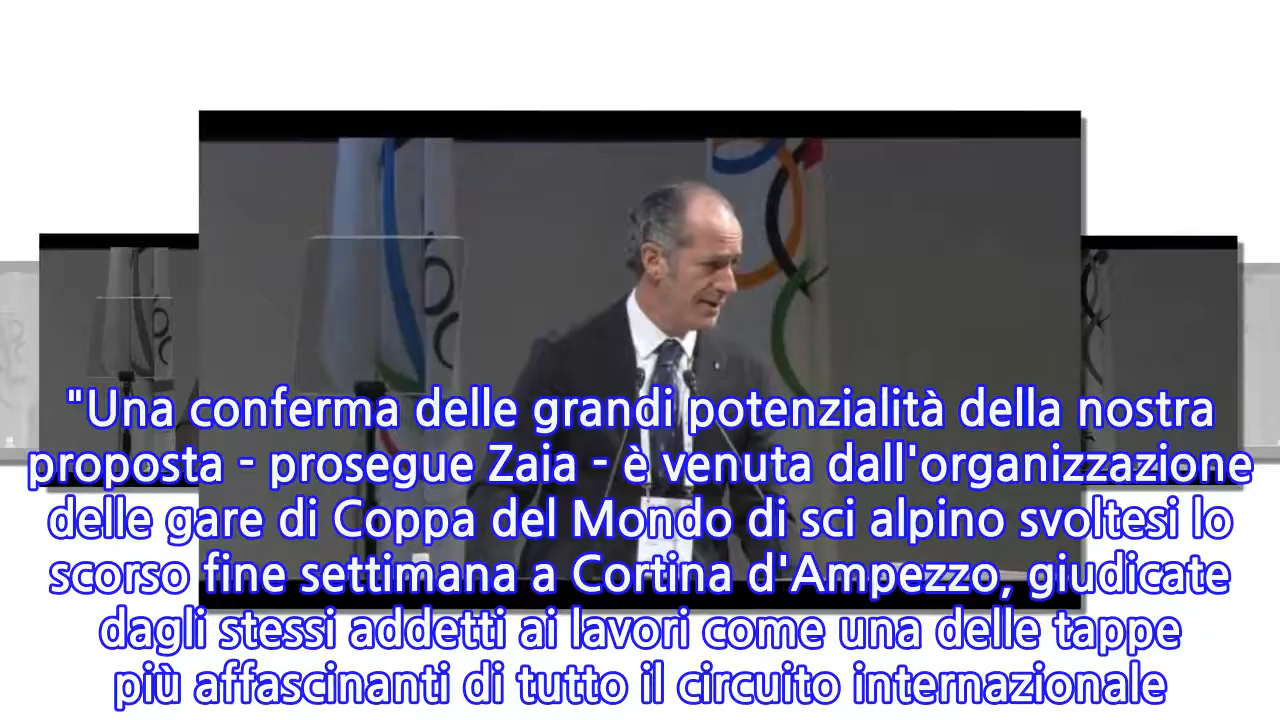 "Una conferma delle grandi potenzialità della nostra
proposta - prosegue Zaia - è venuta dall'organizzazione
delle gare di Coppa del Mondo di sci alpino svoltesi lo
scorso fine settimana a Cortina d'Ampezzo, giudicate
dagli stessi addetti ai lavori come una delle tappe
più affascinanti di tutto il circuito internazionale